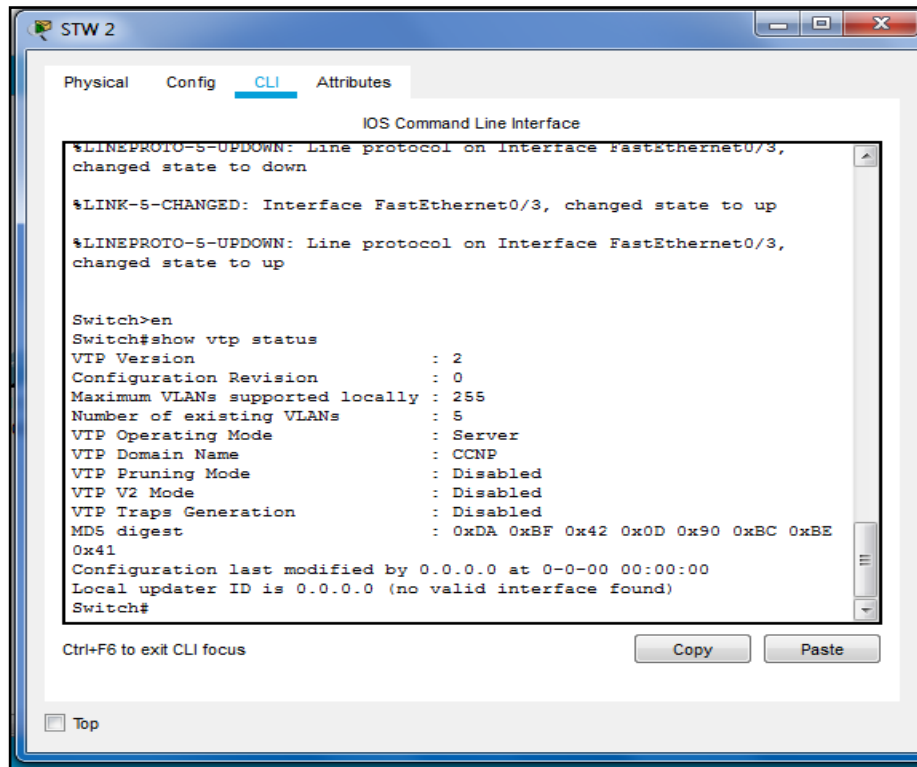 STW 2
Physical Config CLI Attributes
IOS Command Line Interface
%LINEPROTO-5-UPDOWN: Line protocol on Interface FastEthernet0/3,
changed state to down
%LINK-5-CHANGED: Interface FastEthernet0/3, changed state to up
%LINEPROTO-5-UPDOWN: Line protocol on Interface FastEthernet0/3,
changed state to up
Switch>en
Switch#show vtp status
VTP Version : 2
Configuration Revision : 0
Maximum VLANs supported locally : 255
Number of existing VLANs : 5
VTP Operating Mode : Server
VTP Domain Name : CCNP
VTP Pruning Mode : Disabled
VTP V2 Mode : Disabled
VTP Traps Generation : Disabled
MD5 digest : 0xDA 0xBF 0x42 0x0D 0x90 0xBC 0xBE
0x41
Configuration last modified by 0.0.0.0 at 0-0-00 00:00:00
Local updater ID is 0.0.0.0 (no valid interface found)
Switch#
Ctrl+F6 to exit CLI focus Copy Paste
Top